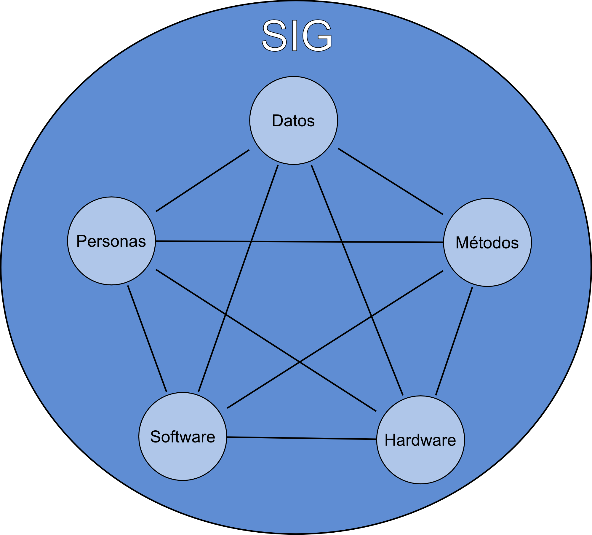 SIG
Datos
Personas
Métodos
Software
Hardware